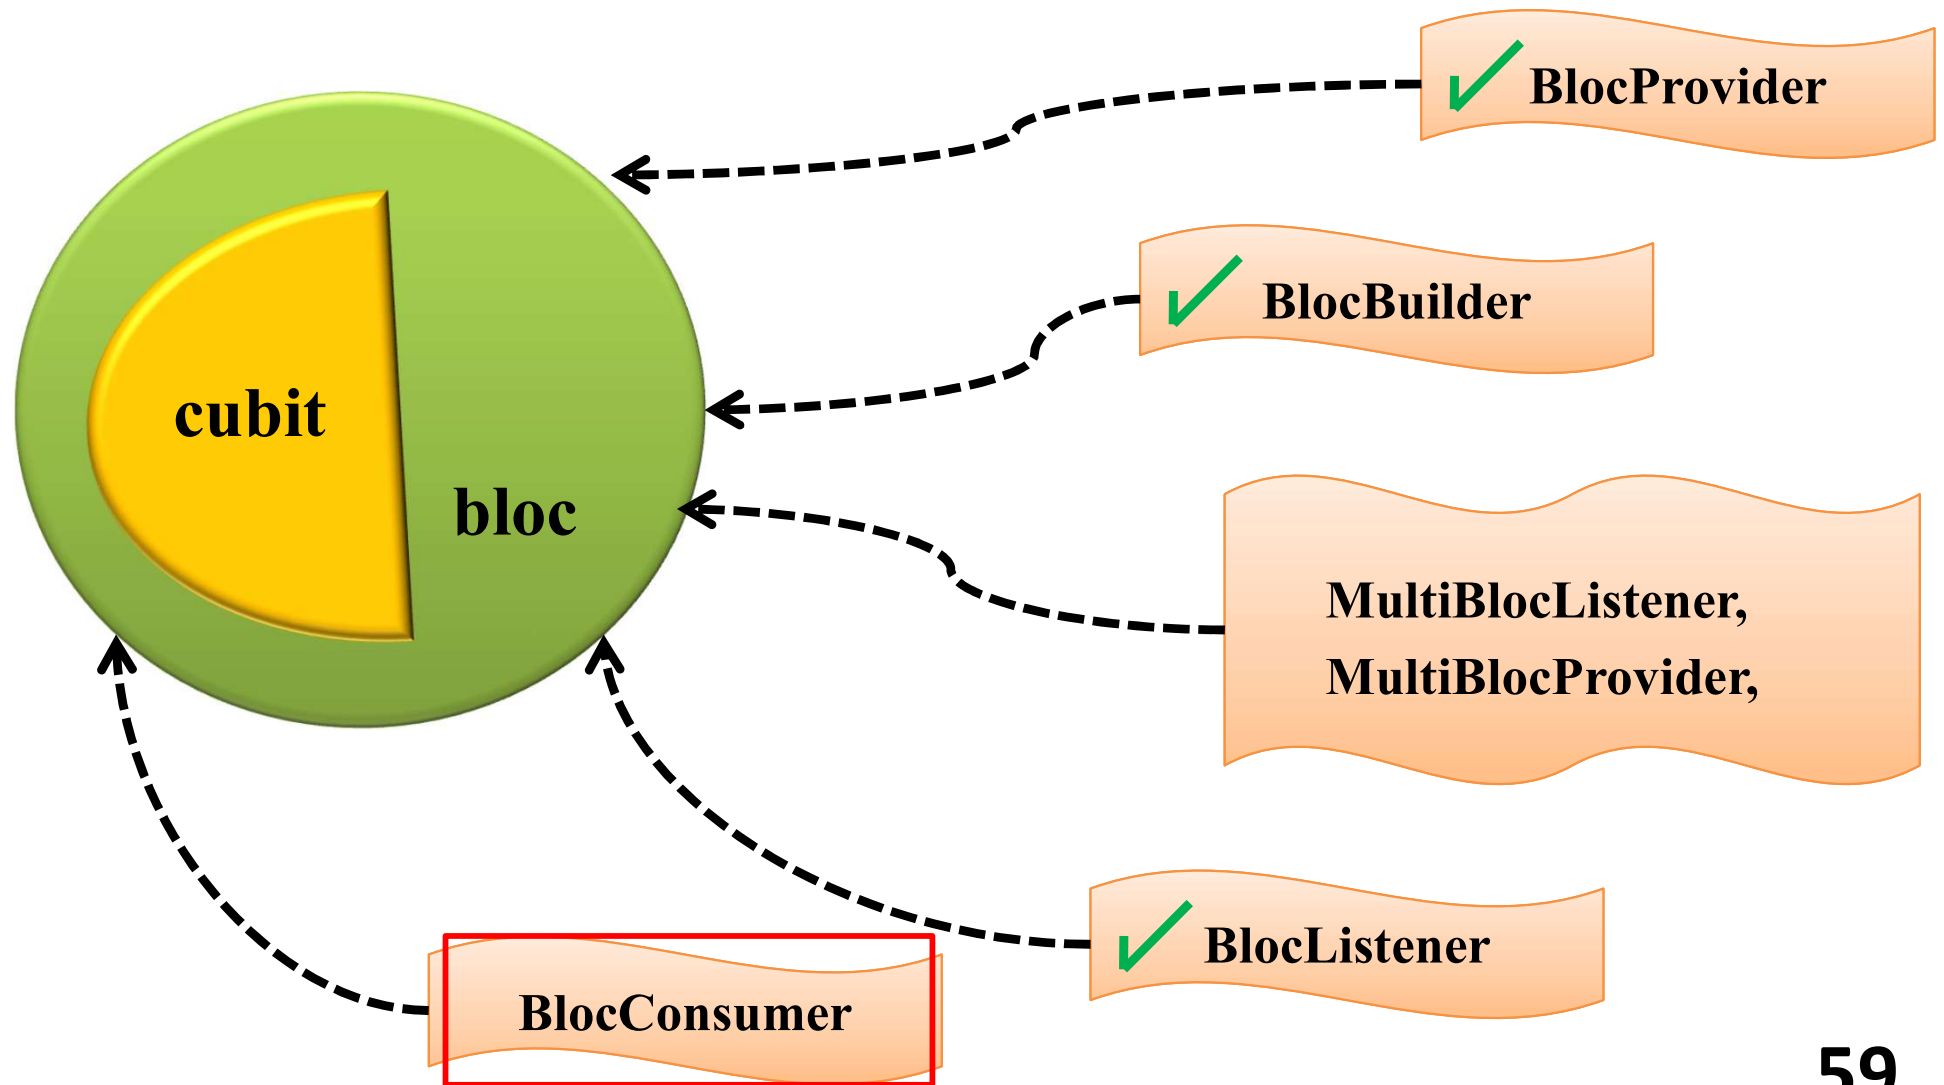 BlocProvider
BlocBuilder
cubit
bloc
MultiBlocListener,
MultiBlocProvider,
BlocListener
BlocConsumer
59